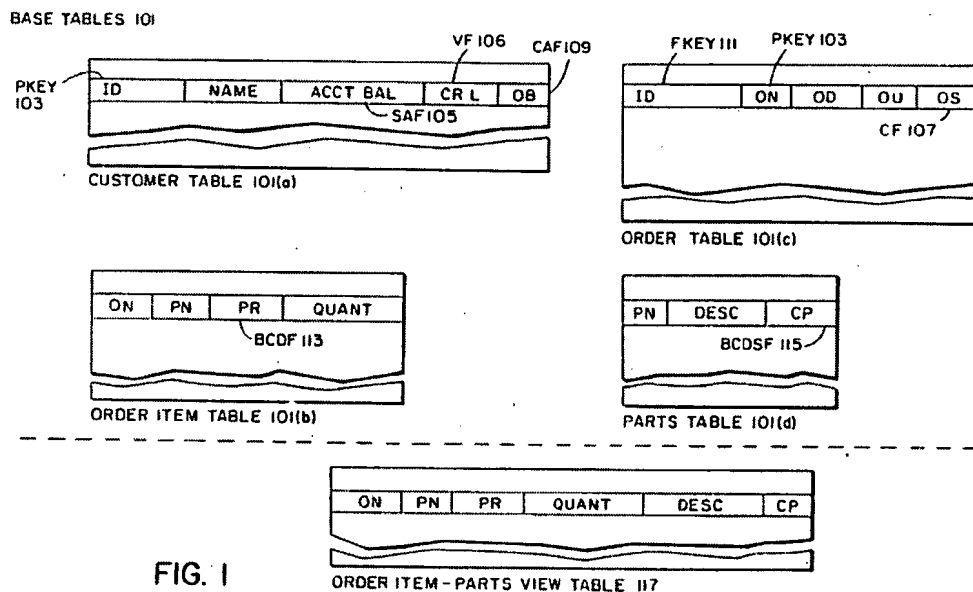 BASE TABLES 101
VF 106
CAF 109
FKEY 111
PKEY 103
PKEY 103
ID NAME ACCT BAL CR L OB
SAF 105
ID ON OD OU OS
CF 107
CUSTOMER TABLE 101(a)
ORDER TABLE 101(c)
ON PN PR QUANT
BCDF 113
PN DESC CP
BCDSF 115
ORDER ITEM TABLE 101(b)
PARTS TABLE 101(d)
ON PN PR QUANT DESC CP
FIG. 1
ORDER ITEM-PARTS VIEW TABLE 117